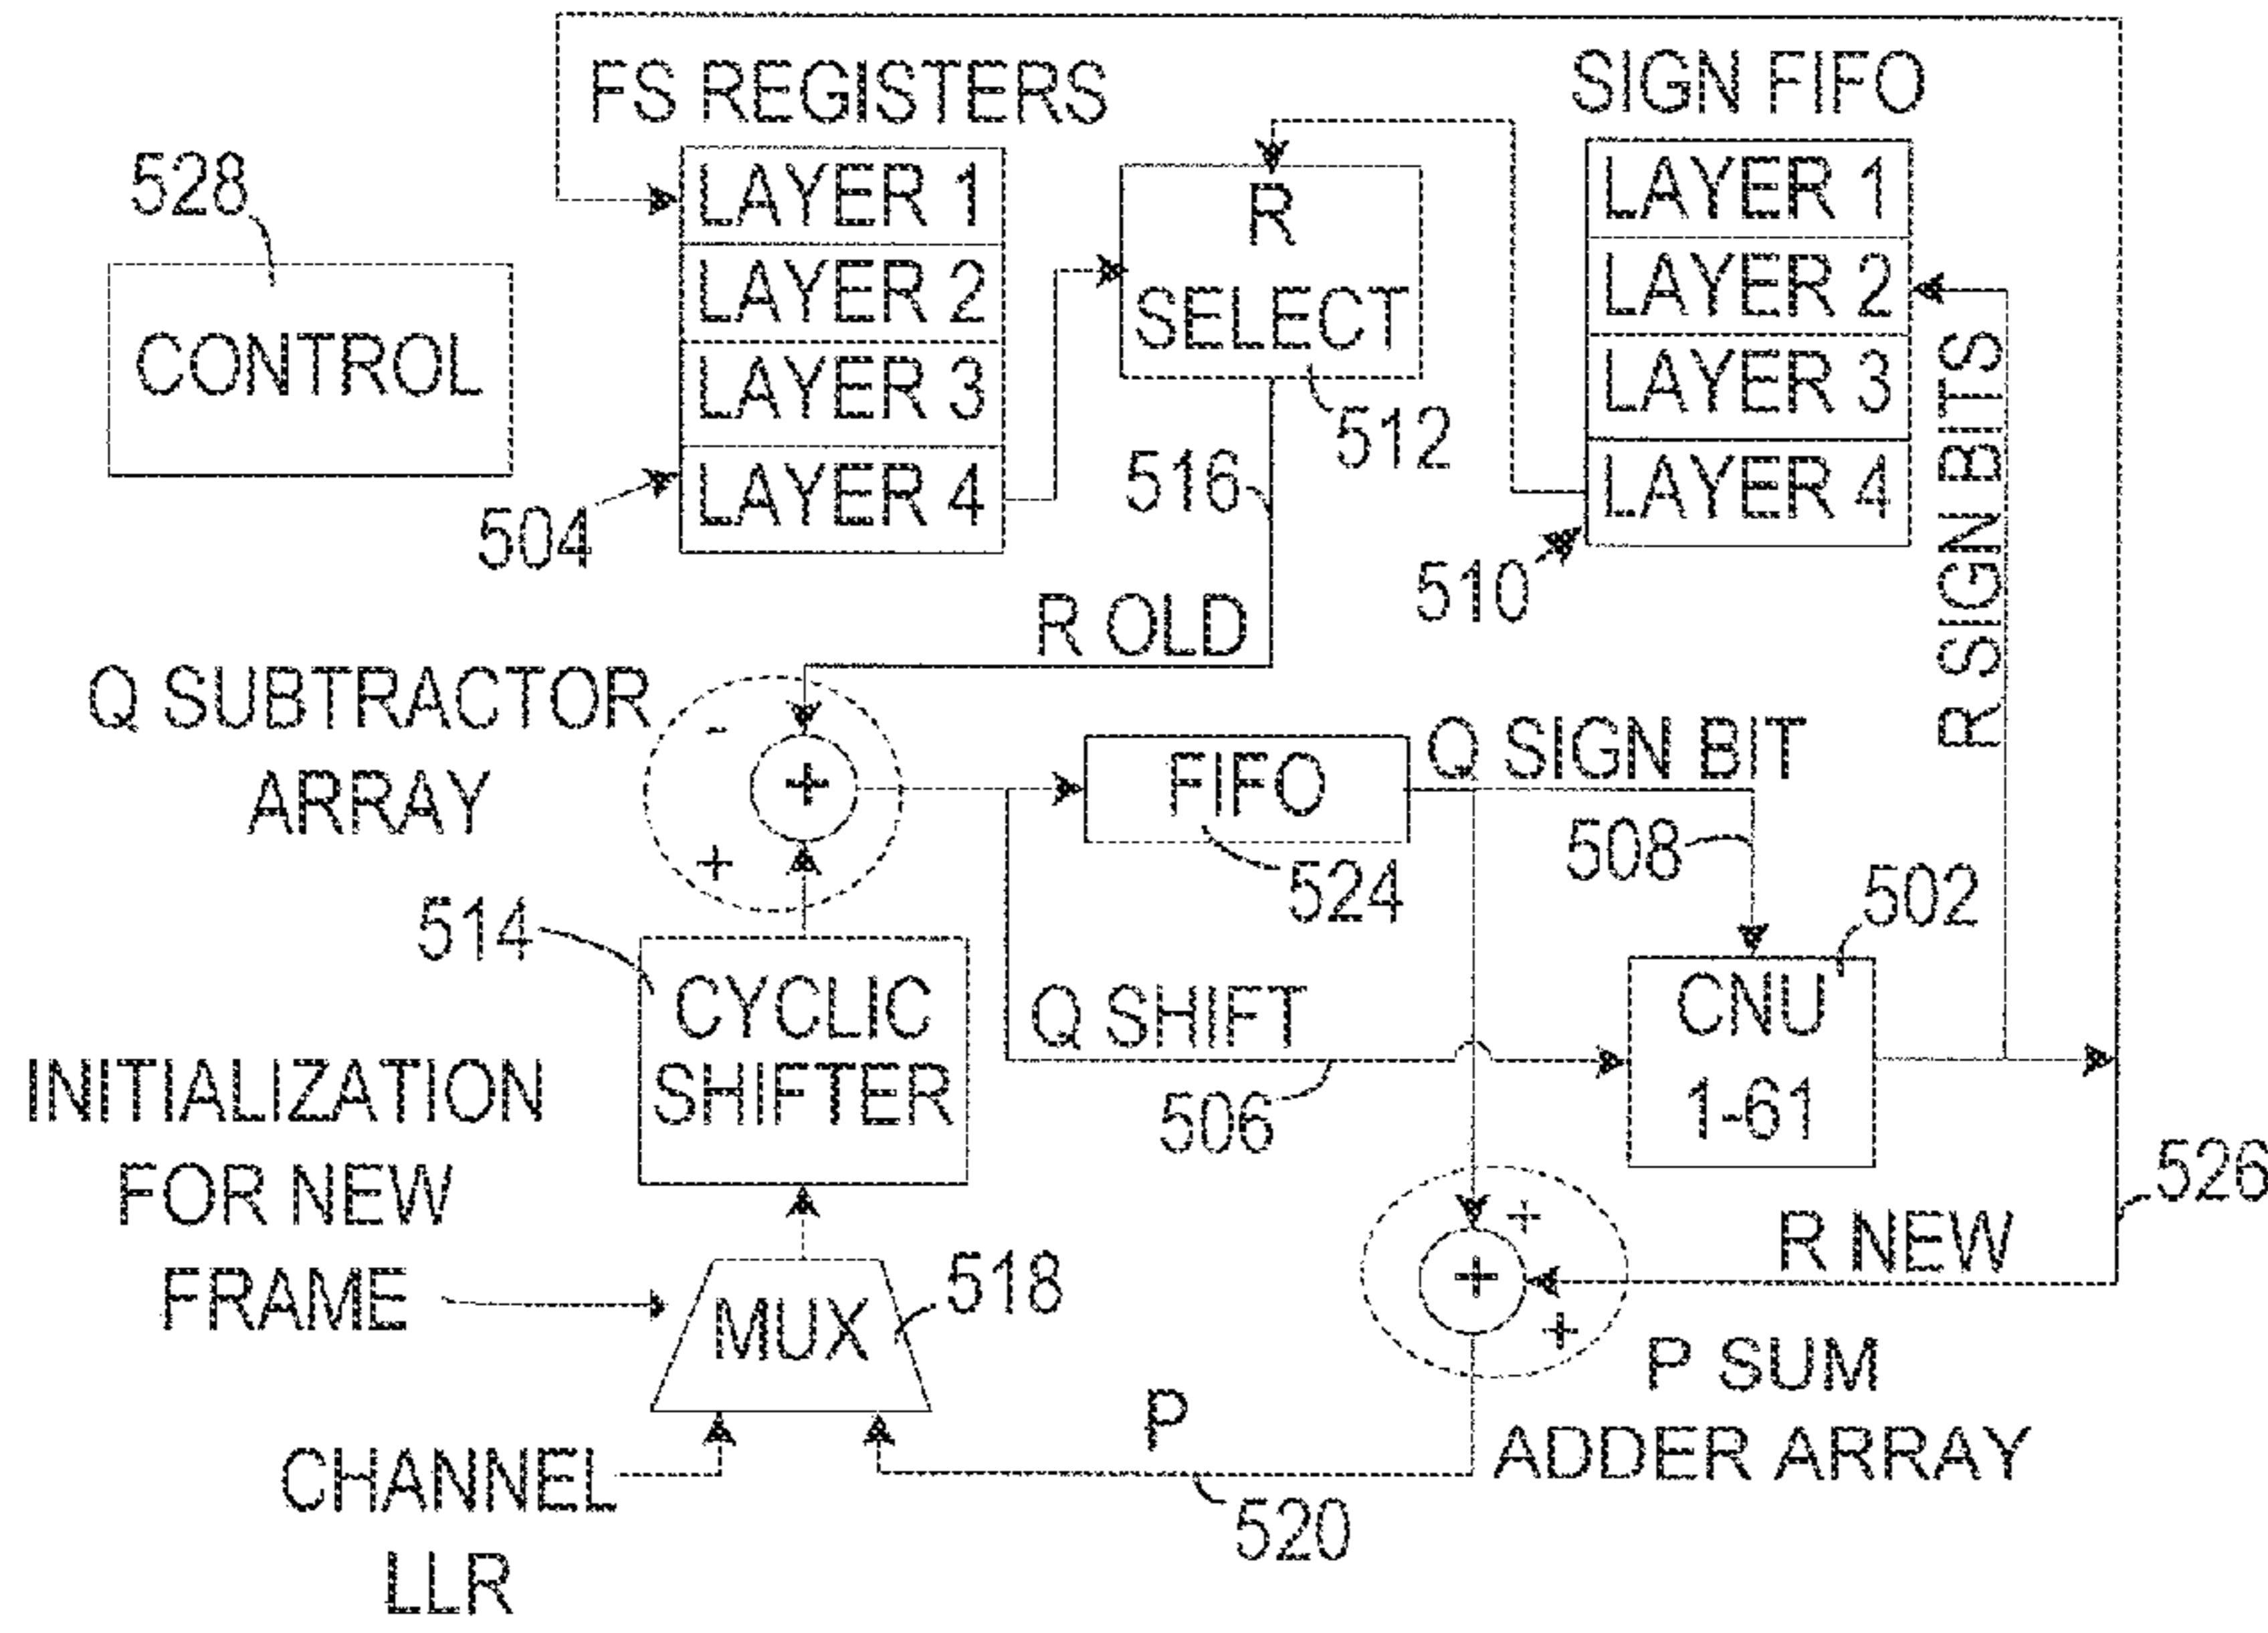 FS REGISTERS
SIGN FIFO
528
CONTROL
LAYER 1
LAYER 2
LAYER 3
LAYER 4
504
R
SELECT
512
516
LAYER 1
LAYER 2
LAYER 3
LAYER 4
510
R SIGN BITS
R OLD
Q SUBTRACTOR
ARRAY
-
+
+
FIFO
524
Q SIGN BIT
508
502
514
CYCLIC
SHIFTER
Q SHIFT
506
CNU
1-61
526
INITIALIZATION
FOR NEW
FRAME
MUX
518
+
+
+
R NEW
P SUM
ADDER ARRAY
P
520
CHANNEL
LLR